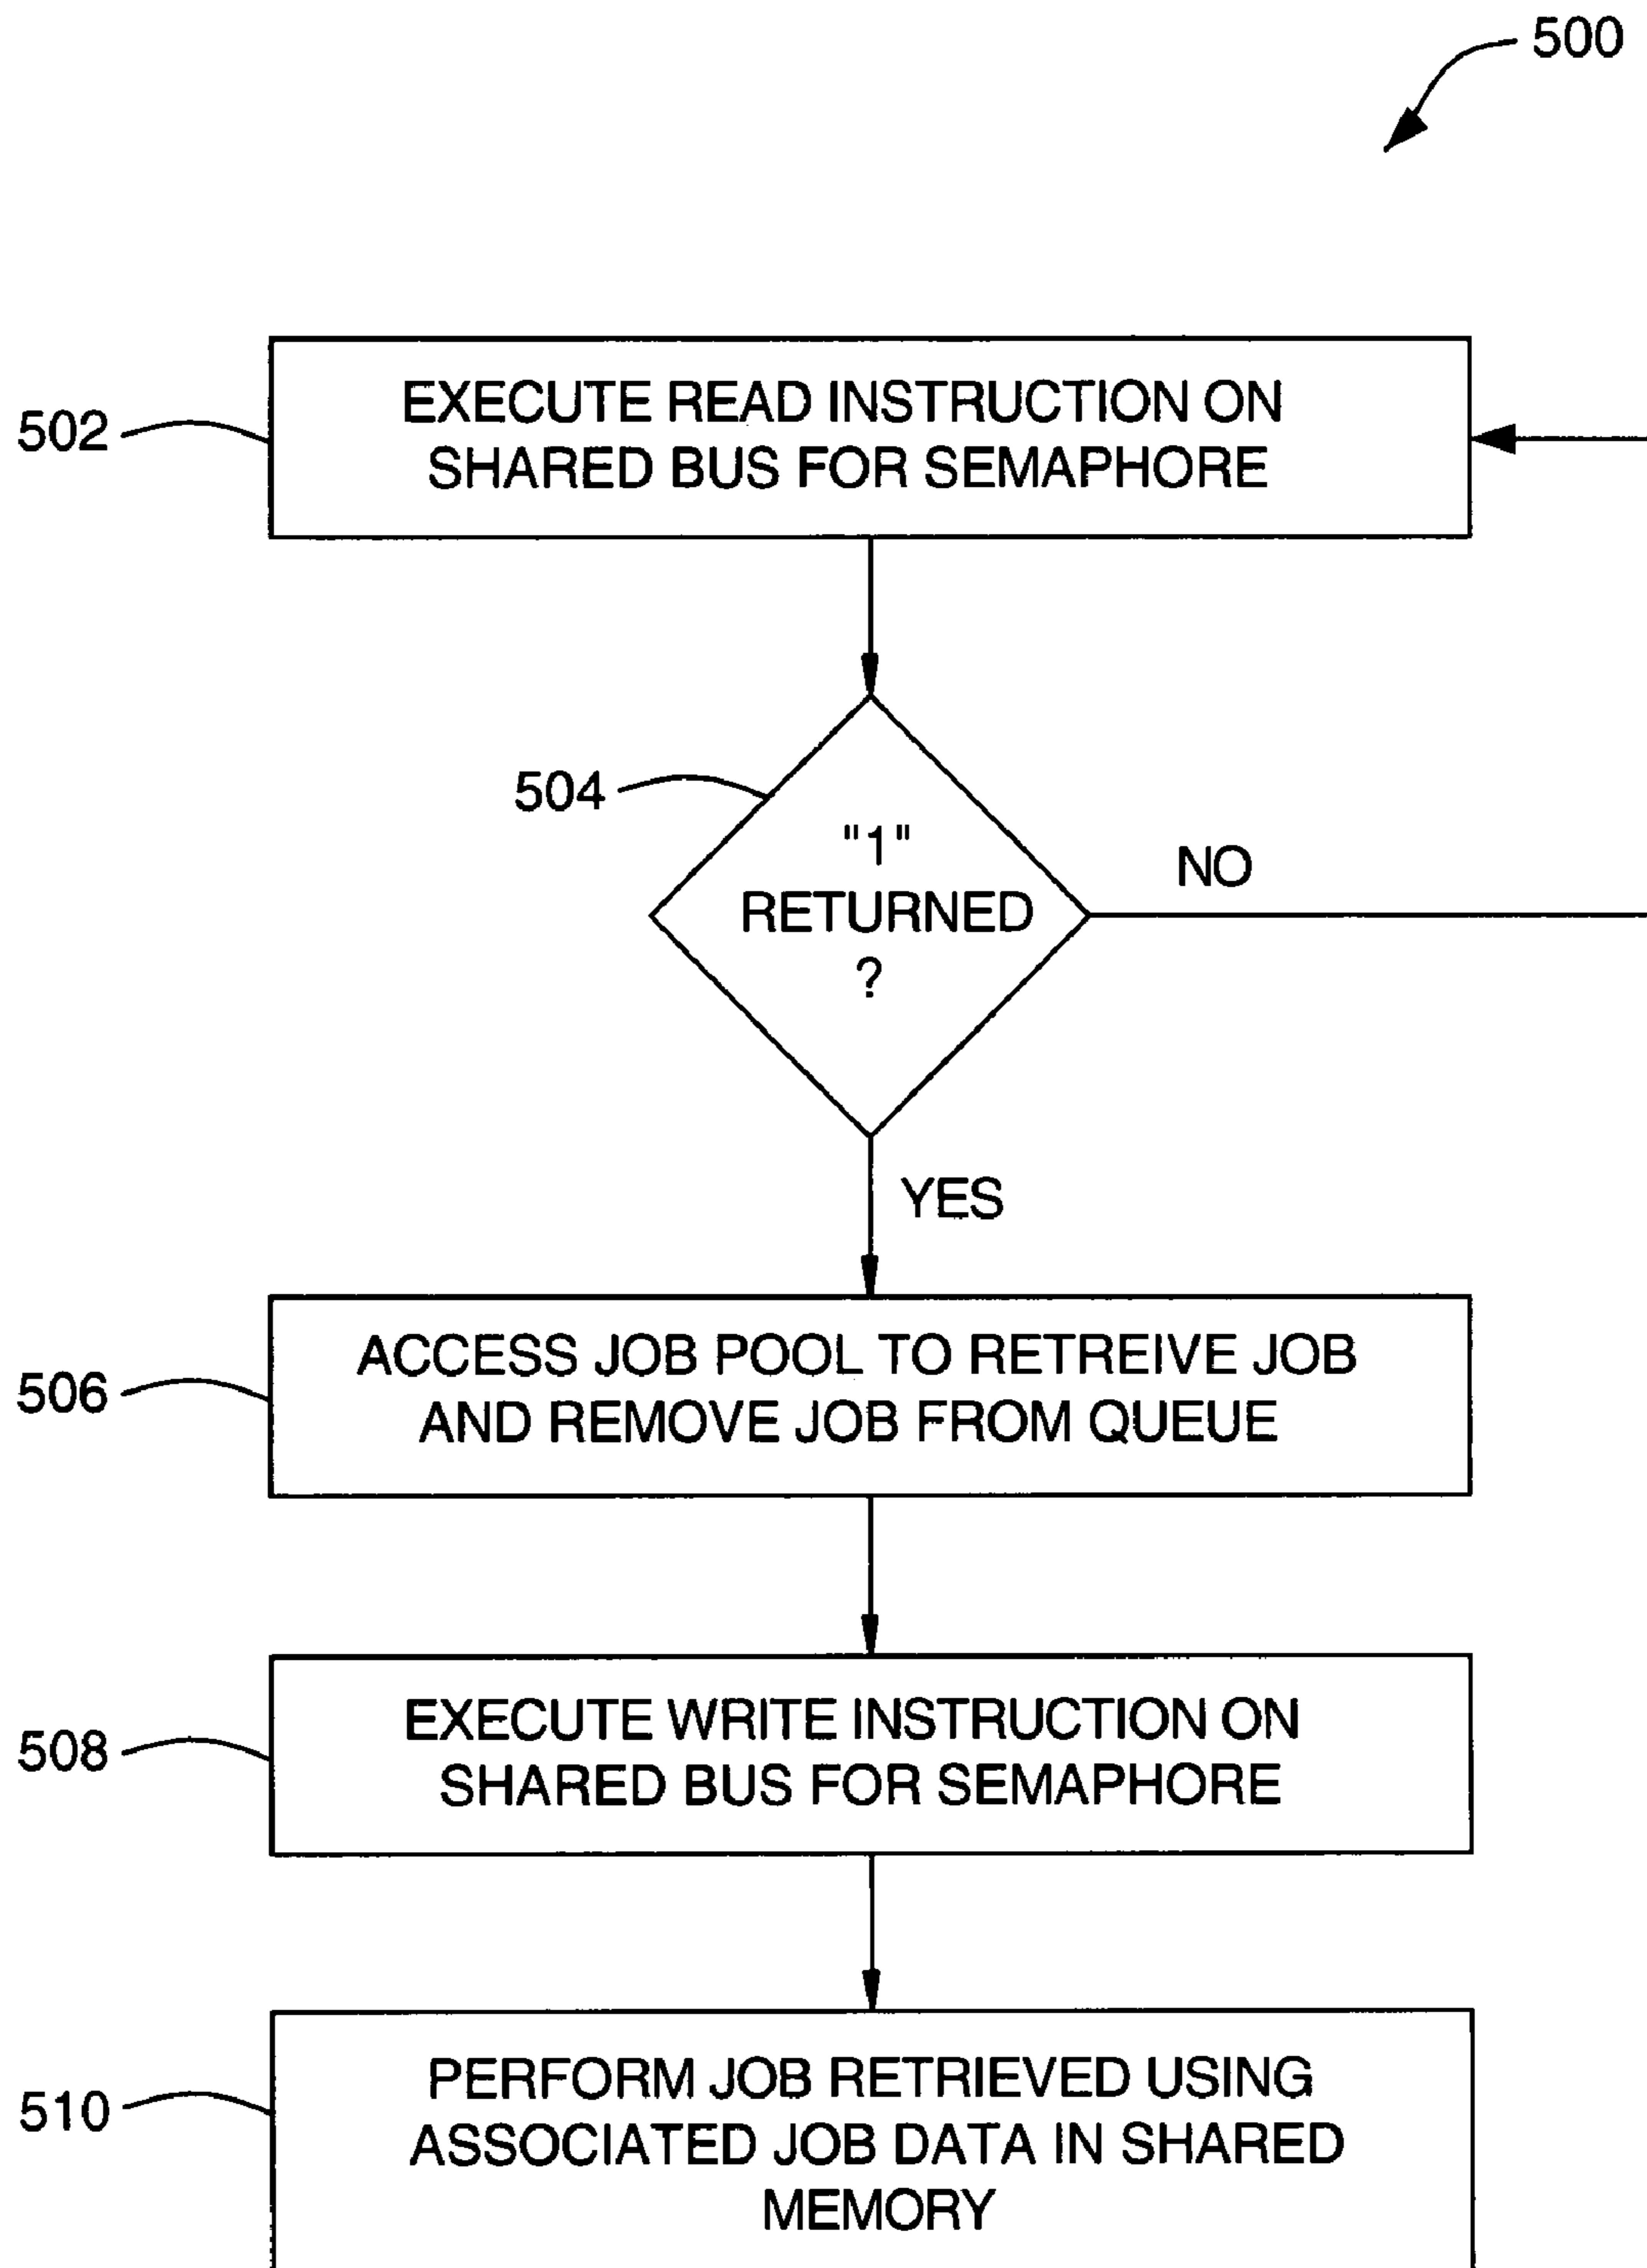 500
502
EXECUTE READ INSTRUCTION ON
SHARED BUS FOR SEMAPHORE
504
"1"
RETURNED
?
NO
YES
506
ACCESS JOB POOL TO RETREIVE JOB
AND REMOVE JOB FROM QUEUE
508
EXECUTE WRITE INSTRUCTION ON
SHARED BUS FOR SEMAPHORE
510
PERFORM JOB RETRIEVED USING
ASSOCIATED JOB DATA IN SHARED
MEMORY